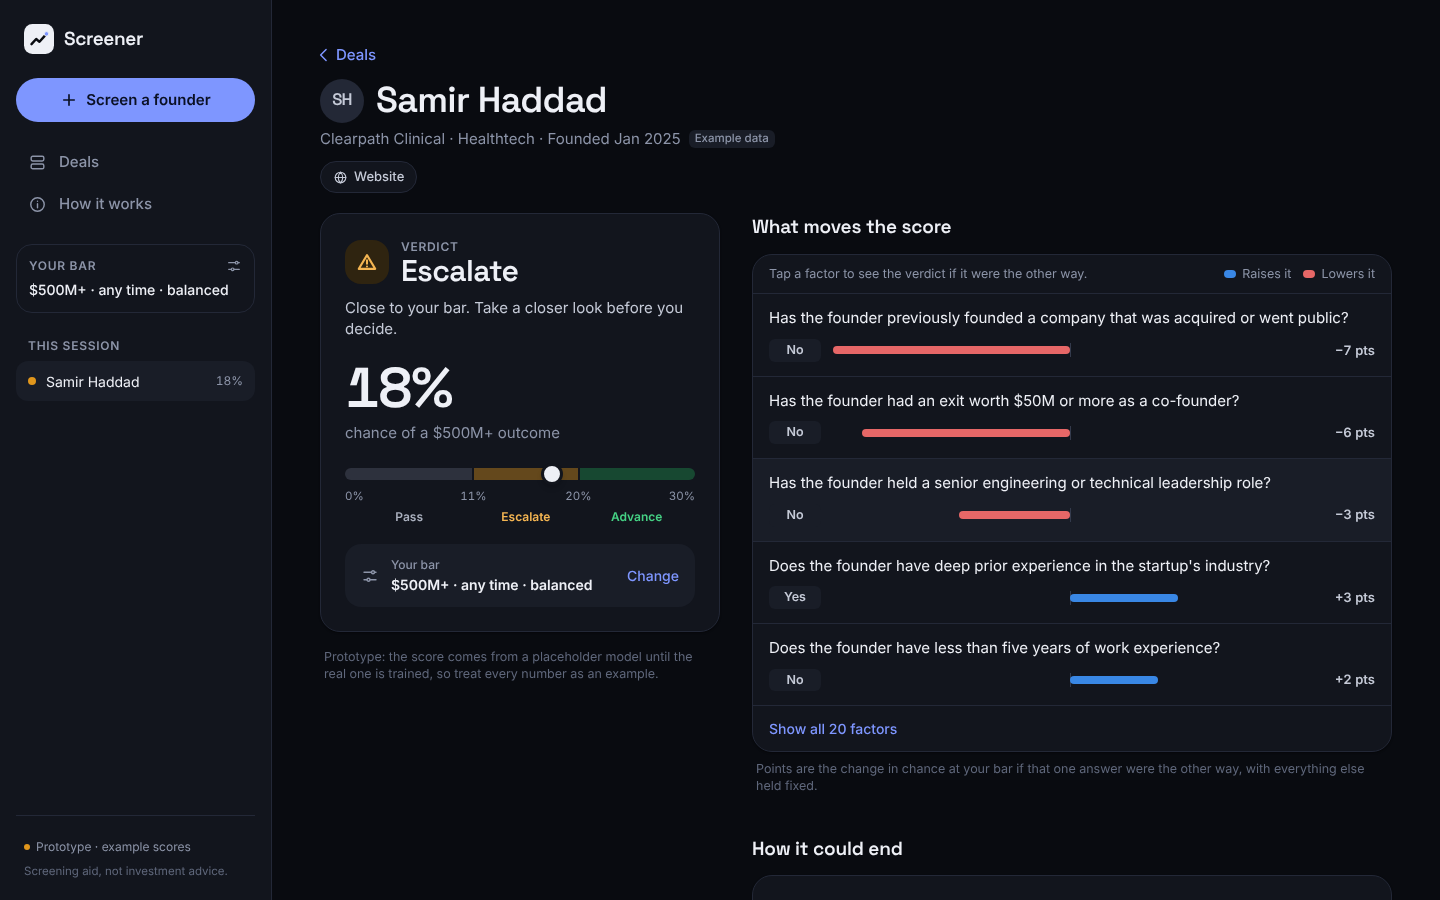 Screener
Screen a founder
Deals
How it works
YOUR BAR
$500M+ · any time · balanced
THIS SESSION
Samir Haddad 18%
Prototype · example scores
Screening aid, not investment advice.
Deals
SH Samir Haddad
Clearpath Clinical · Healthtech · Founded Jan 2025 Example data
Website
VERDICT
Escalate
Close to your bar. Take a closer look before you
decide.
18%
chance of a $500M+ outcome
0% 11% 20% 30%
Pass Escalate Advance
Your bar
$500M+ · any time · balanced
Change
Prototype: the score comes from a placeholder model until the
real one is trained, so treat every number as an example.
What moves the score
Tap a factor to see the verdict if it were the other way. Raises it Lowers it
Has the founder previously founded a company that was acquired or went public?
No −7 pts
Has the founder had an exit worth $50M or more as a co-founder?
No −6 pts
Has the founder held a senior engineering or technical leadership role?
No −3 pts
Does the founder have deep prior experience in the startup's industry?
Yes +3 pts
Does the founder have less than five years of work experience?
No +2 pts
Show all 20 factors
Points are the change in chance at your bar if that one answer were the other way, with everything else
held fixed.
How it could end